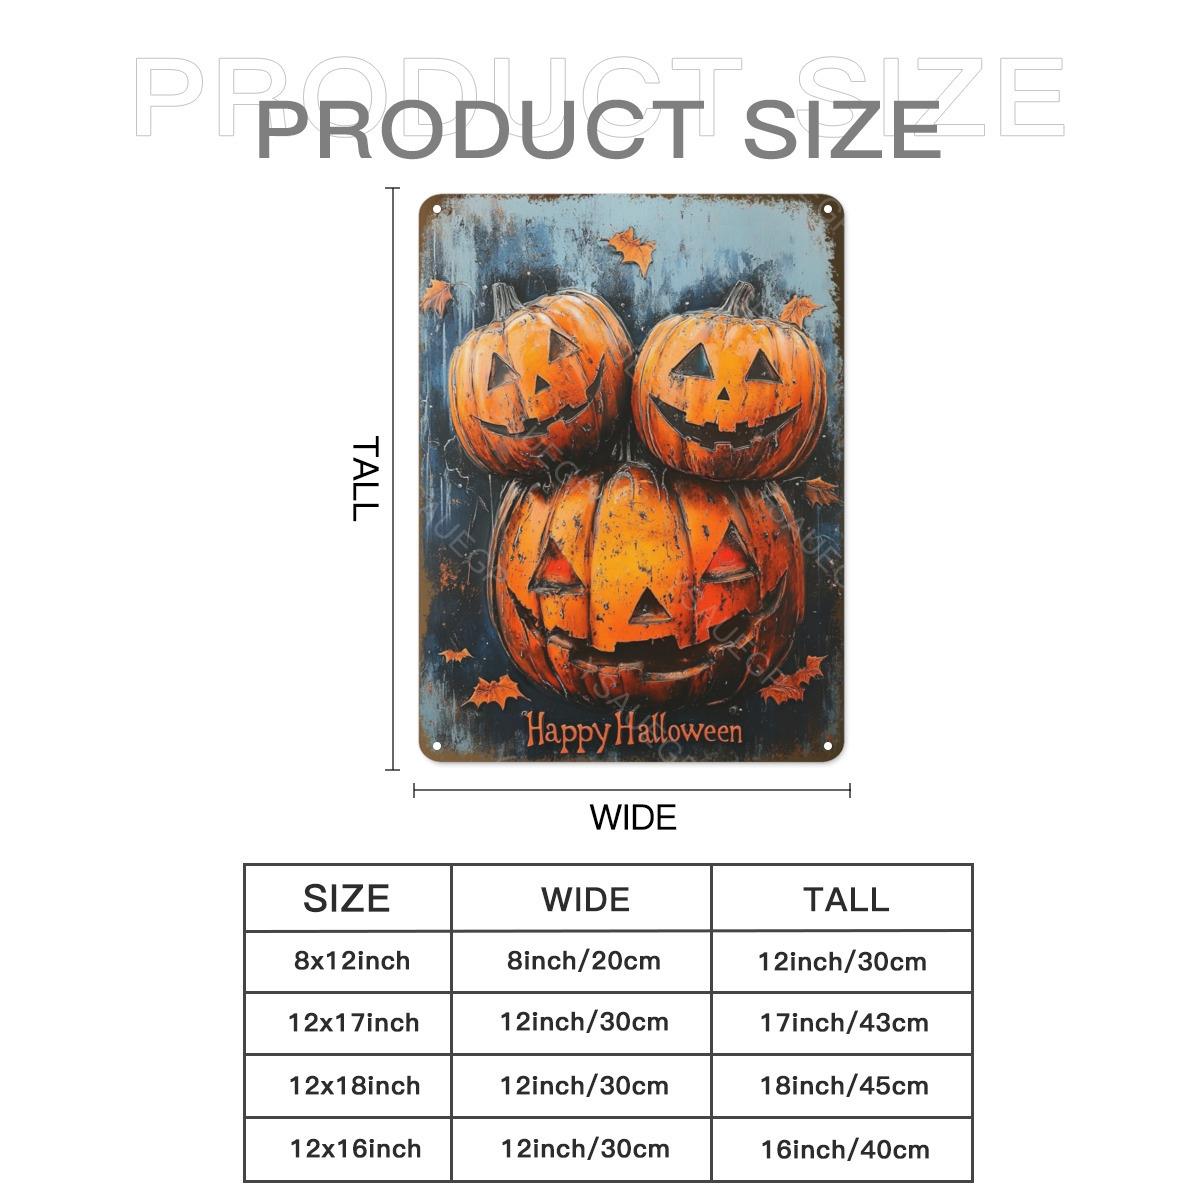 PRODUCT SIZE
PRODUCT SIZE
TALL
Happy Halloween
WIDE
SIZE WIDE TALL
8x12inch 8inch/20cm 12inch/30cm
12x17inch 12inch/30cm 17inch/43cm
12x18inch 12inch/30cm 18inch/45cm
12x16inch 12inch/30cm 16inch/40cm